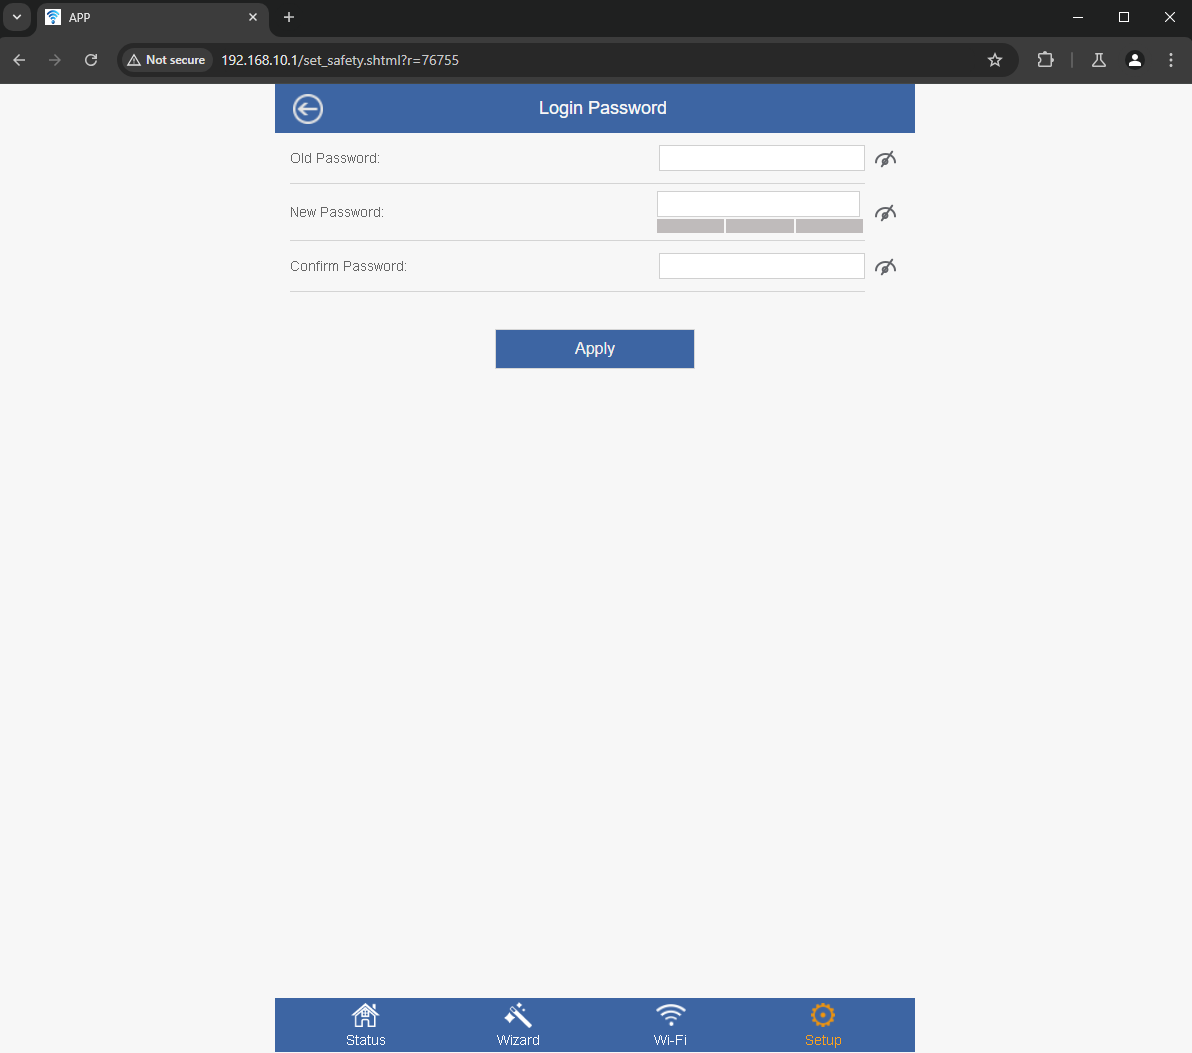 APP
Not secure 192.168.10.1/set_safety.shtml?r=76755
Login Password
Old Password:
New Password:
Confirm Password:
Apply
Status Wizard Wi-Fi Setup